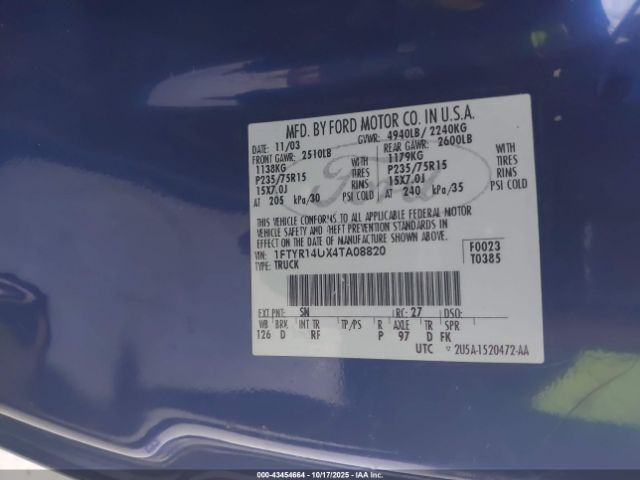 MFD. BY FORD MOTOR CO. IN U.S.A.
DATE: 11/03 GVWR: 4940LB/ 2240KG
FRONT GAWR: 2510LB REAR GAWR: 2600LB
1138KG WITH 1179KG WITH
P235/75R15 TIRES P235/75R15 TIRES
15X7.0J RIMS 15X7.0J RIMS
AT 205 kPa/30 PSI COLD AT 240 kPa/35 PSI COLD
Ford
THIS VEHICLE CONFORMS TO ALL APPLICABLE FEDERAL MOTOR
VEHICLE SAFETY AND THEFT PREVENTION STANDARDS IN
EFFECT ON THE DATE OF MANUFACTURE SHOWN ABOVE.
VIN: 1FTYR14UX4TA08820 F0023
TYPE: TRUCK T0385
EXT PNT: SN RC: 27 DSO:
WB BRK INT TR TP/PS R AXLE TR SPR
126 D RF P 97 D FK
UTC ▽ 2U5A-1520472-AA
000-43454664 | 10/17/2025 - IAAI.COM